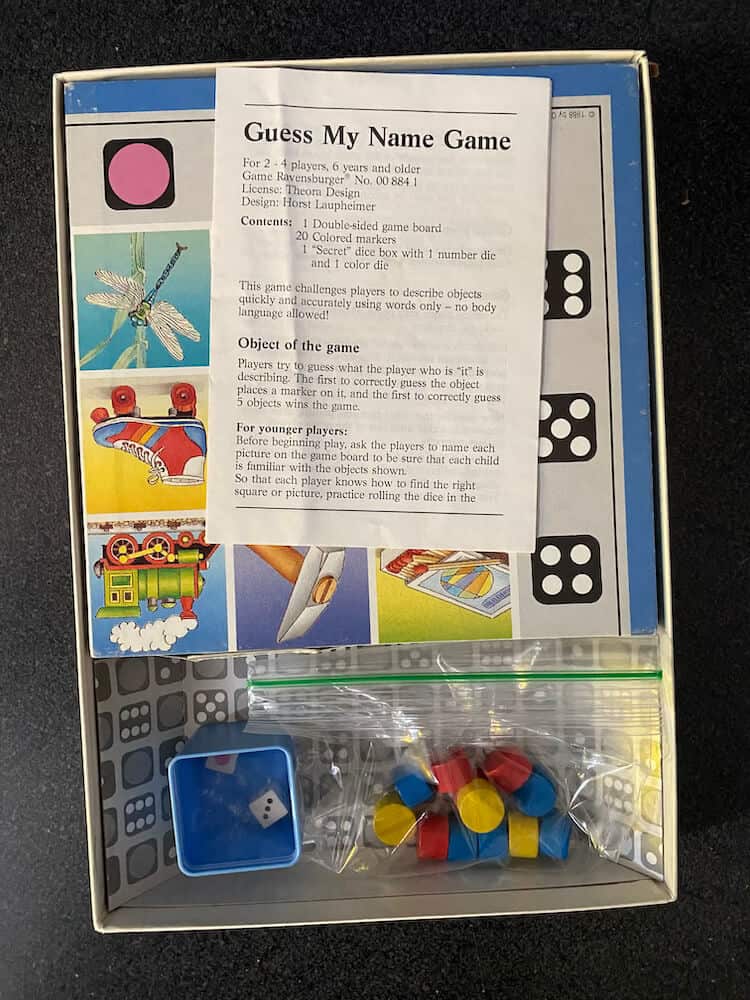 Guess My Name Game
For 2 - 4 players, 6 years and older
Game Ravensburger® No. 00 884 1
License: Theora Design
Design: Horst Laupheimer
Contents: 1 Double-sided game board
20 Colored markers
1 “Secret” dice box with 1 number die
and 1 color die
This game challenges players to describe objects
quickly and accurately using words only – no body
language allowed!
Object of the game
Players try to guess what the player who is “it” is
describing. The first to correctly guess the object
places a marker on it, and the first to correctly guess
5 objects wins the game.
For younger players:
Before beginning play, ask the players to name each
picture on the game board to be sure that each child
is familiar with the objects shown.
So that each player knows how to find the right
square or picture, practice rolling the dice in the
© 1988 by O